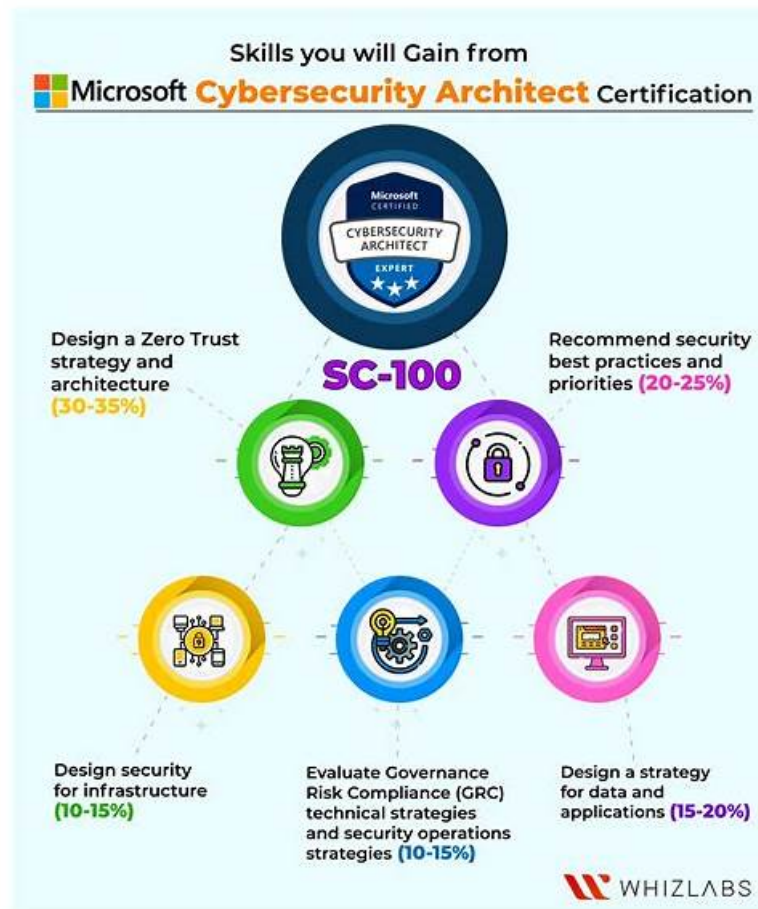 Skills you will Gain from
Microsoft Cybersecurity Architect Certification
Microsoft
CERTIFIED
CYBERSECURITY
ARCHITECT
EXPERT
SC-100
Design a Zero Trust
strategy and
architecture
(30-35%)
Recommend security
best practices and
priorities (20-25%)
Design security
for infrastructure
(10-15%)
Evaluate Governance
Risk Compliance (GRC)
technical strategies
and security operations
strategies (10-15%)
Design a strategy
for data and
applications (15-20%)
WHIZLABS